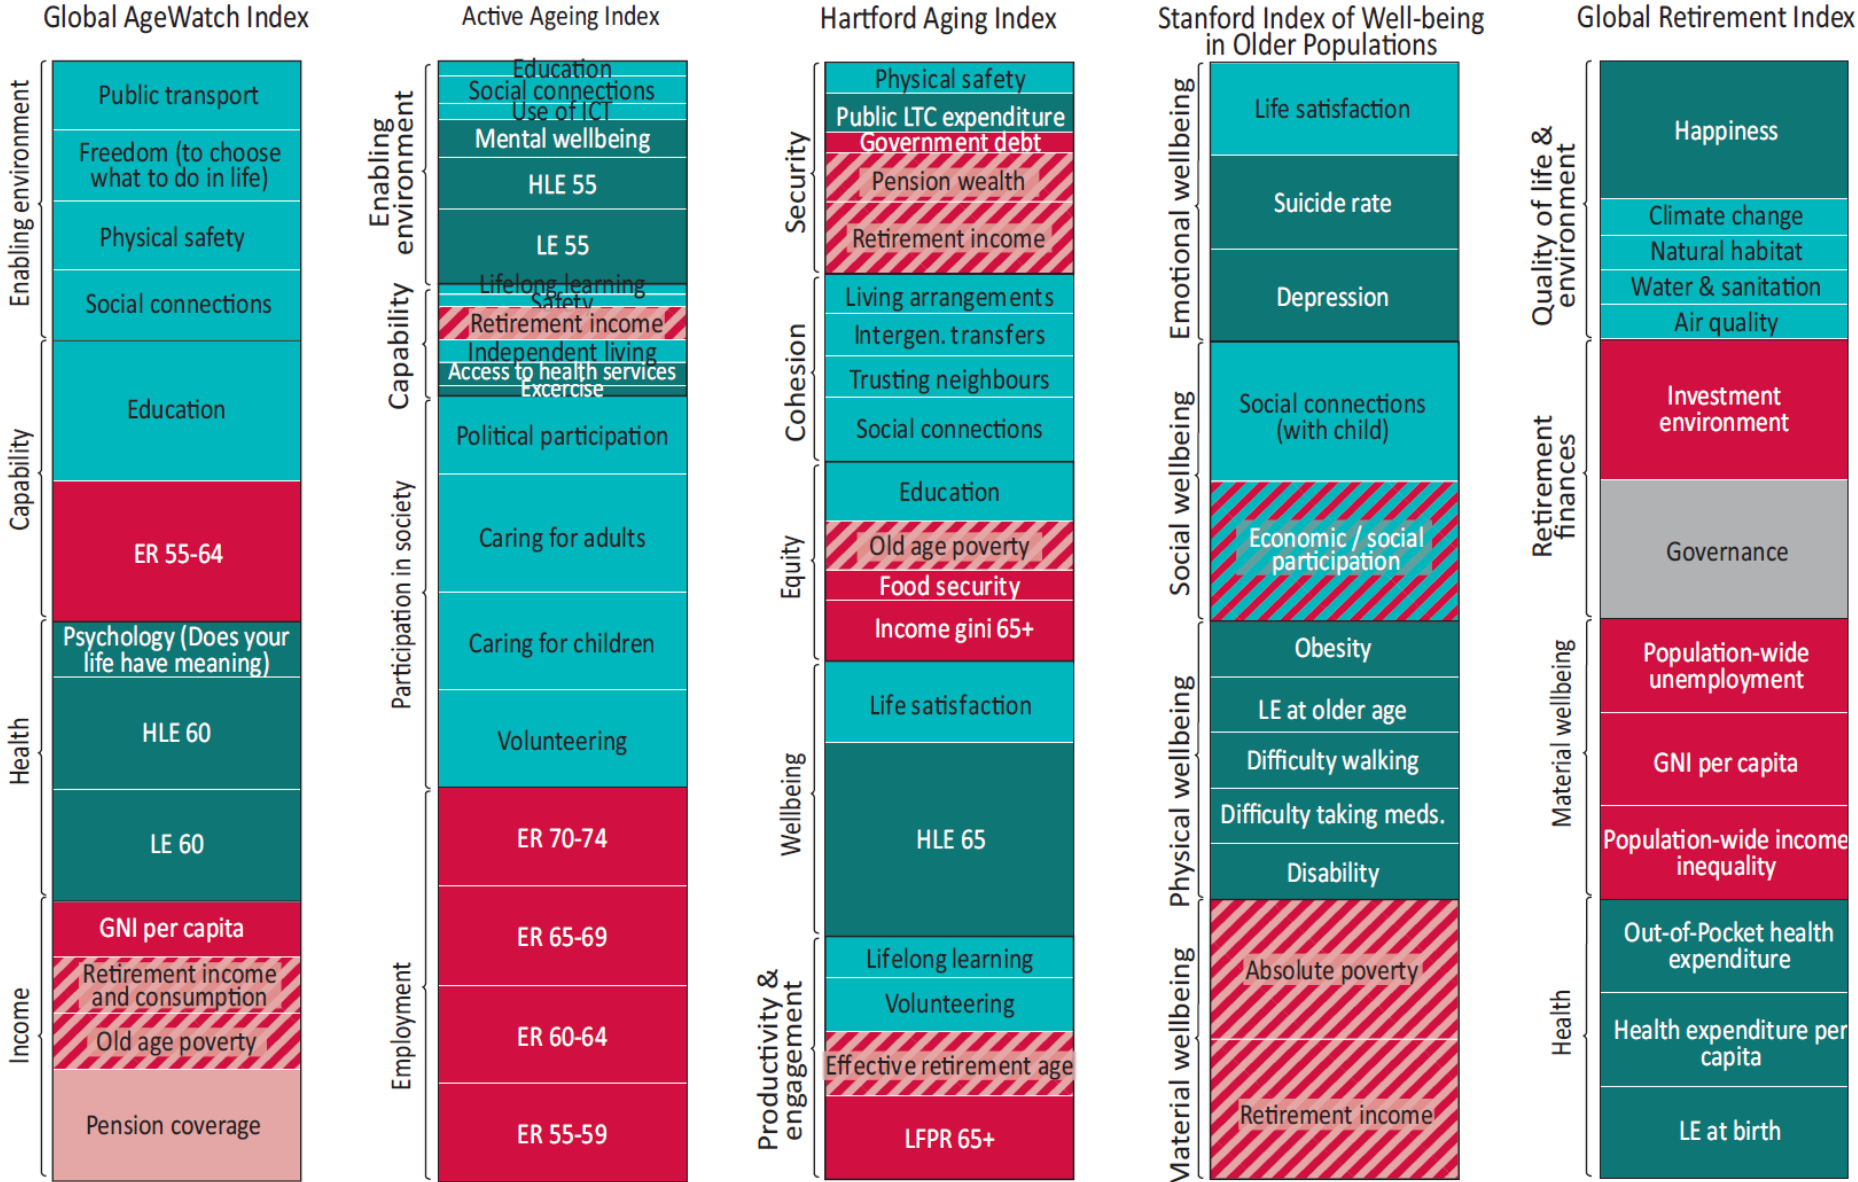 Global AgeWatch Index
Enabling environment
Public transport
Freedom (to choose
what to do in life)
Physical safety
Social connections
Capability
Education
ER 55-64
Health
Psychology (Does your
life have meaning)
HLE 60
LE 60
Income
GNI per capita
Retirement income
and consumption
Old age poverty
Pension coverage
Active Ageing Index
Enabling
environment
Education
Social connections
Use of ICT
Mental wellbeing
HLE 55
LE 55
Capability
Lifelong learning
Safety
Retirement income
Independent living
Access to health services
Excercise
Participation in society
Political participation
Caring for adults
Caring for children
Volunteering
Employment
ER 70-74
ER 65-69
ER 60-64
ER 55-59
Hartford Aging Index
Security
Physical safety
Public LTC expenditure
Government debt
Pension wealth
Retirement income
Cohesion
Living arrangements
Intergen. transfers
Trusting neighbours
Social connections
Equity
Education
Old age poverty
Food security
Income gini 65+
Wellbeing
Life satisfaction
HLE 65
Productivity &
engagement
Lifelong learning
Volunteering
Effective retirement age
LFPR 65+
Stanford Index of Well-being
in Older Populations
Emotional wellbeing
Life satisfaction
Suicide rate
Depression
Social wellbeing
Social connections
(with child)
Economic / social
participation
Physical wellbeing
Obesity
LE at older age
Difficulty walking
Difficulty taking meds.
Disability
Material wellbeing
Absolute poverty
Retirement income
Global Retirement Index
Quality of life &
environment
Happiness
Climate change
Natural habitat
Water & sanitation
Air quality
Retirement
finances
Investment
environment
Governance
Material wellbeing
Population-wide
unemployment
GNI per capita
Population-wide income
inequality
Health
Out-of-Pocket health
expenditure
Health expenditure per
capita
LE at birth